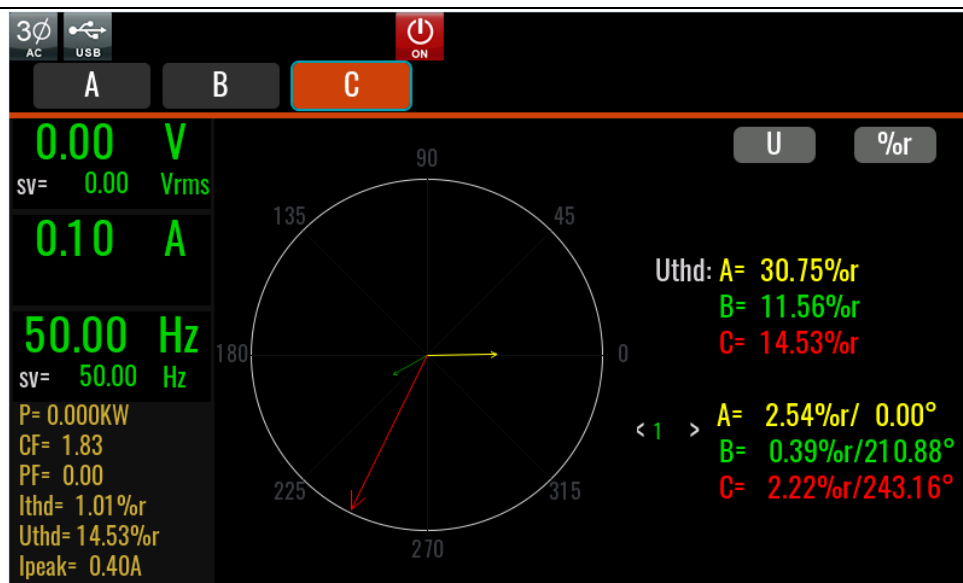 3Ø
AC
USB
ON
A B C
0.00 V
sv= 0.00 Vrms
0.10 A
50.00 Hz
sv= 50.00 Hz
P= 0.000KW
CF= 1.83
PF= 0.00
Ithd= 1.01%r
Uthd= 14.53%r
Ipeak= 0.40A
90
135
45
180
0
225
315
270
U %r
Uthd: A= 30.75%r
B= 11.56%r
C= 14.53%r
< 1 >
A= 2.54%r/ 0.00°
B= 0.39%r/210.88°
C= 2.22%r/243.16°